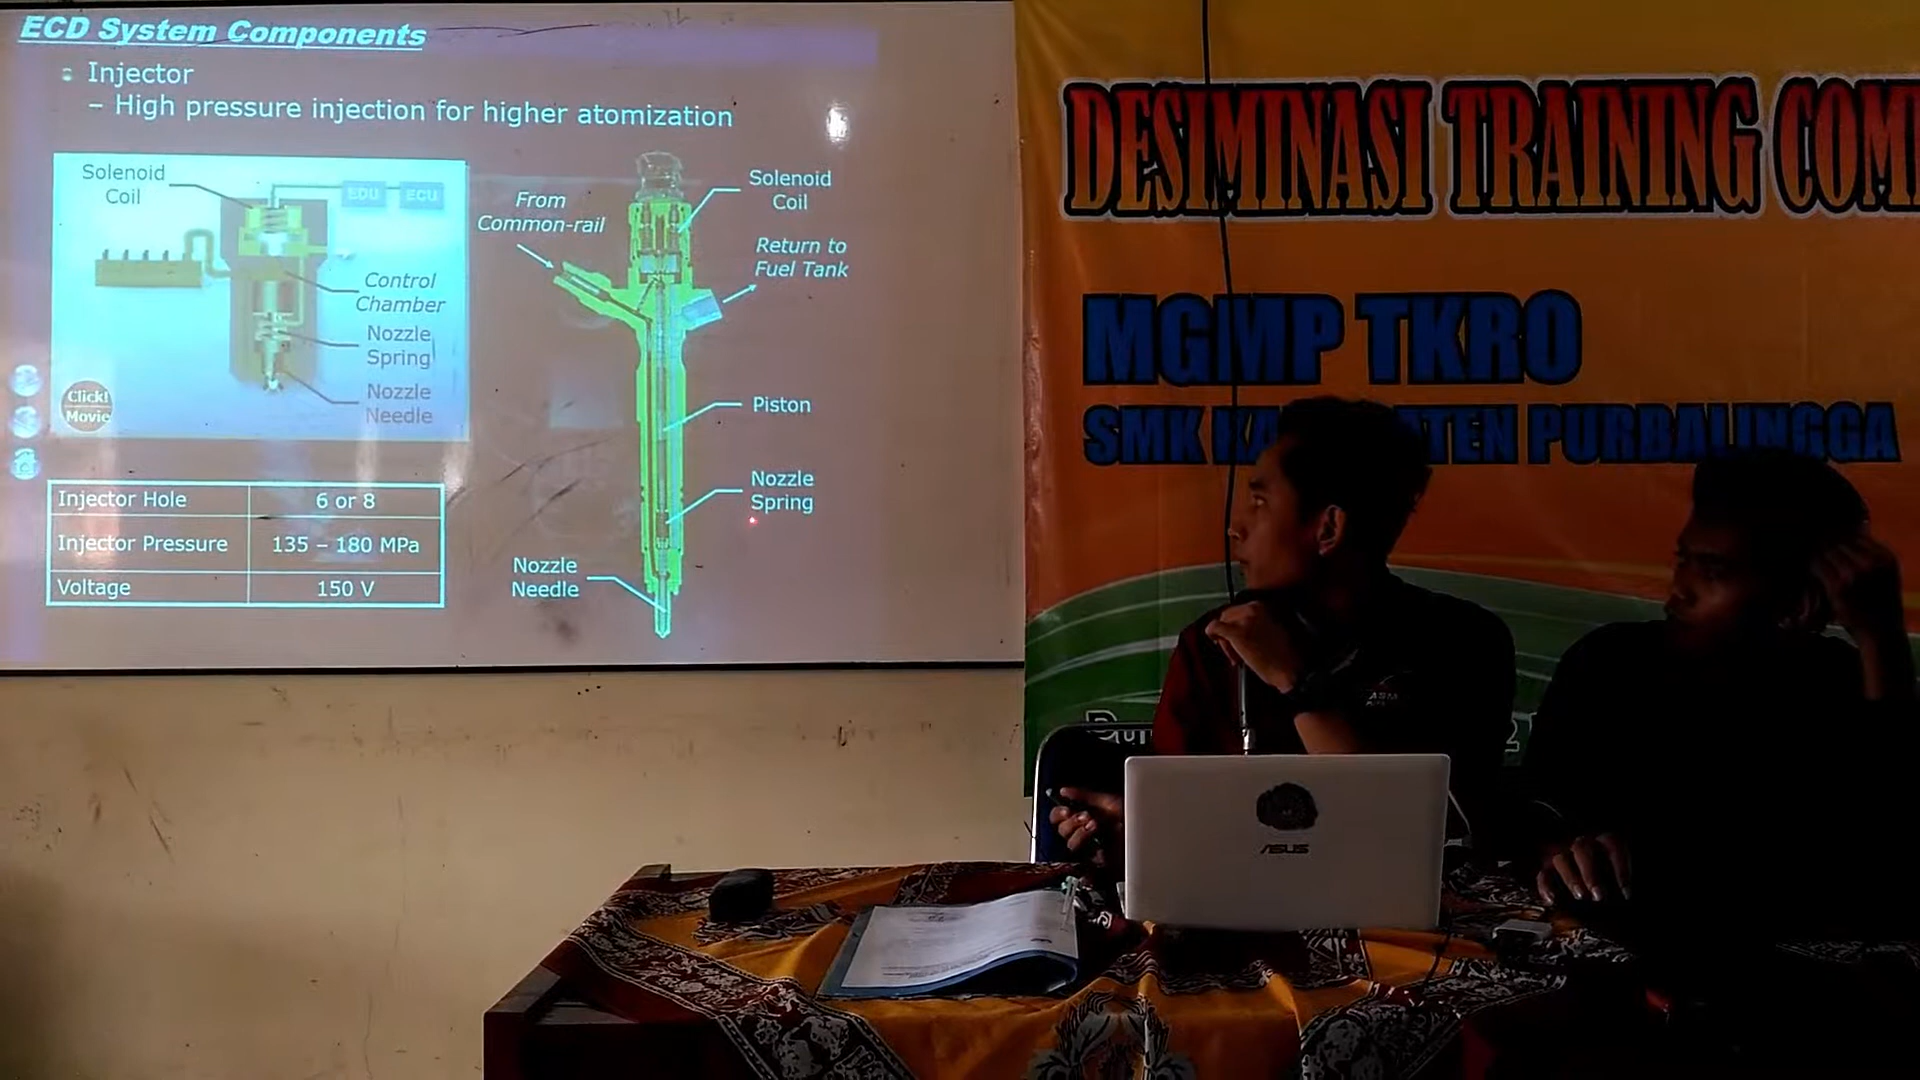 ECD System Components
Injector
– High pressure injection for higher atomization
Solenoid
Coil
EDU
ECU
Control
Chamber
Nozzle
Spring
Nozzle
Needle
Click!
Movie
From
Common-rail
Solenoid
Coil
Return to
Fuel Tank
Piston
Nozzle
Spring
Nozzle
Needle
Injector Hole 6 or 8
Injector Pressure 135 – 180 MPa
Voltage 150 V
DESIMINASI TRAINING COM
MGMP TKRO
SMK KA ATEN PURBALINGGA
ASUS